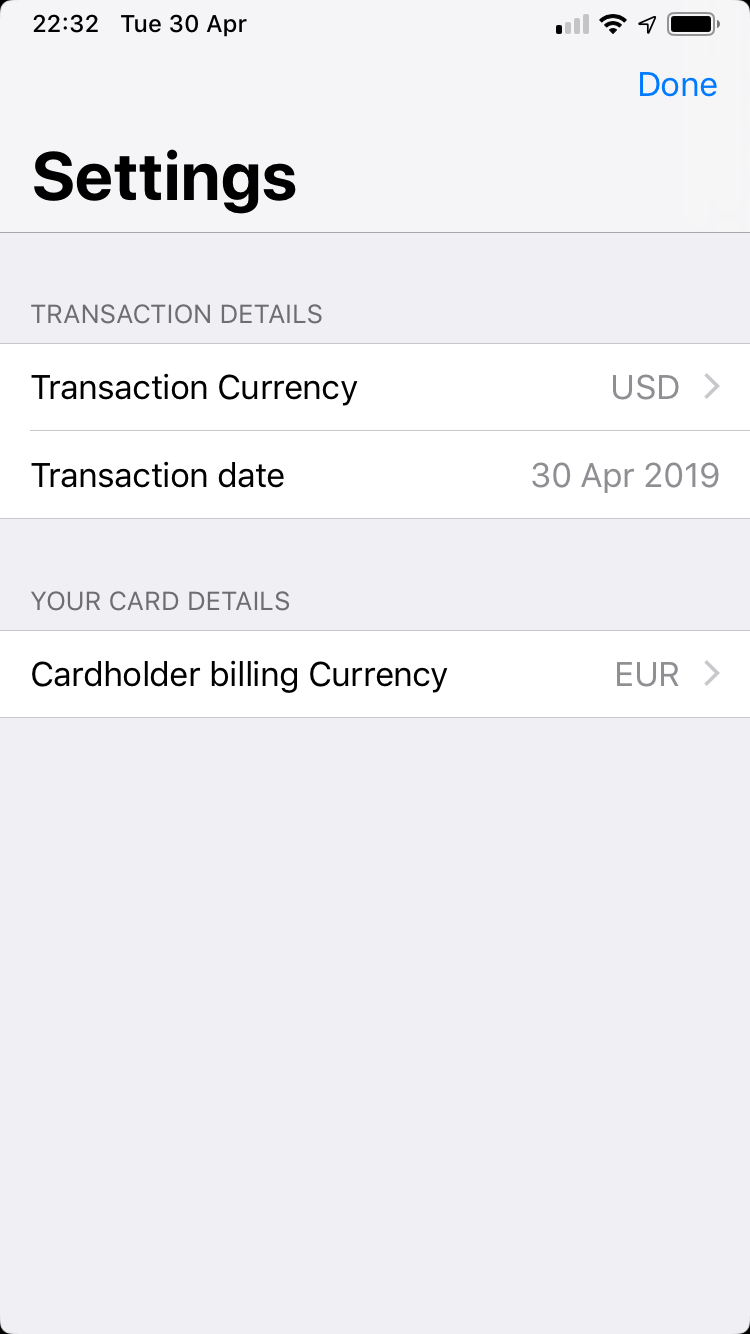 22:32 Tue 30 Apr
Done
Settings
TRANSACTION DETAILS
Transaction Currency USD
Transaction date 30 Apr 2019
YOUR CARD DETAILS
Cardholder billing Currency EUR